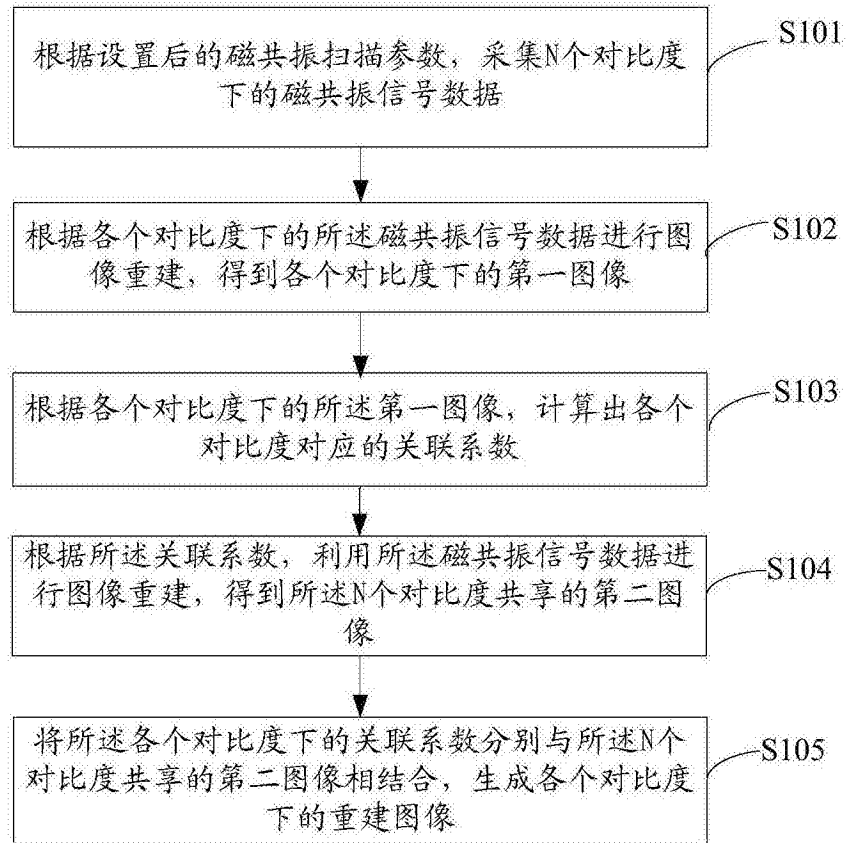 根据设置后的磁共振扫描参数，采集N个对比度
下的磁共振信号数据
S101
根据各个对比度下的所述磁共振信号数据进行图
像重建，得到各个对比度下的第一图像
S102
根据各个对比度下的所述第一图像，计算出各个
对比度对应的关联系数
S103
根据所述关联系数，利用所述磁共振信号数据进
行图像重建，得到所述N个对比度共享的第二图
像
S104
将所述各个对比度下的关联系数分别与所述N个
对比度共享的第二图像相结合，生成各个对比度
下的重建图像
S105